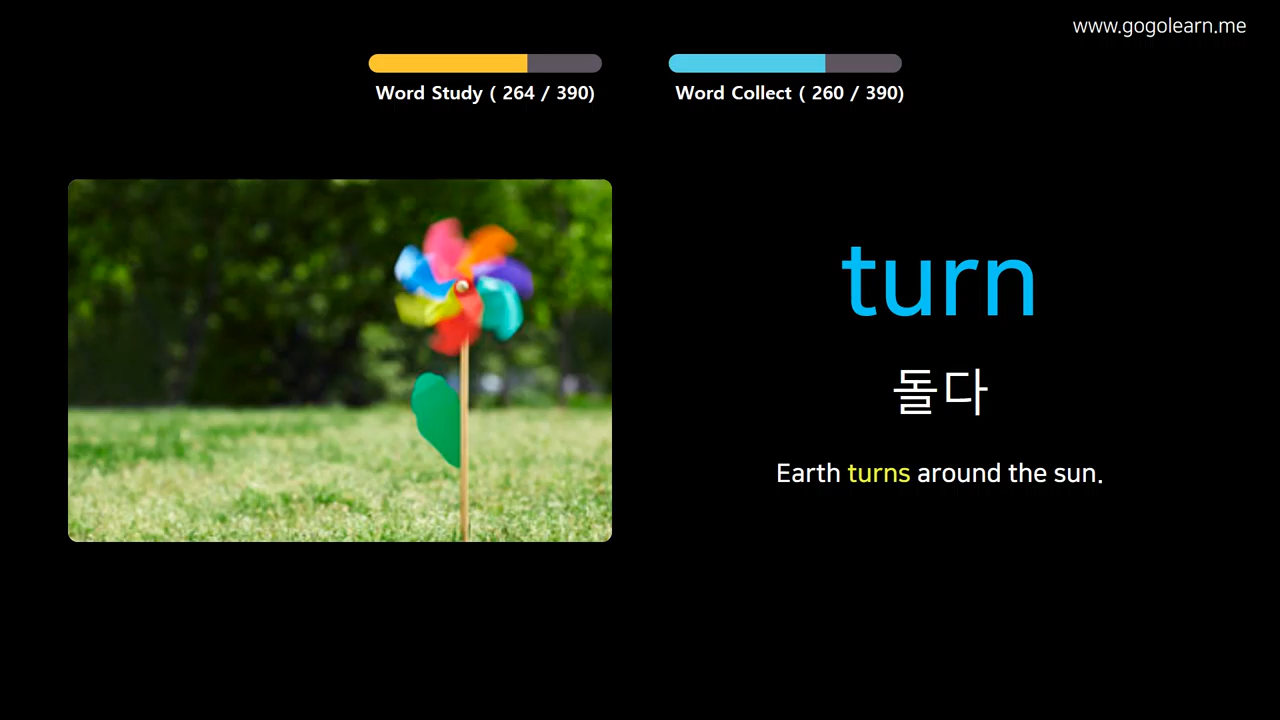 www.gogolearn.me
Word Study ( 264 / 390)
Word Collect ( 260 / 390)
turn
돌다
Earth turns around the sun.